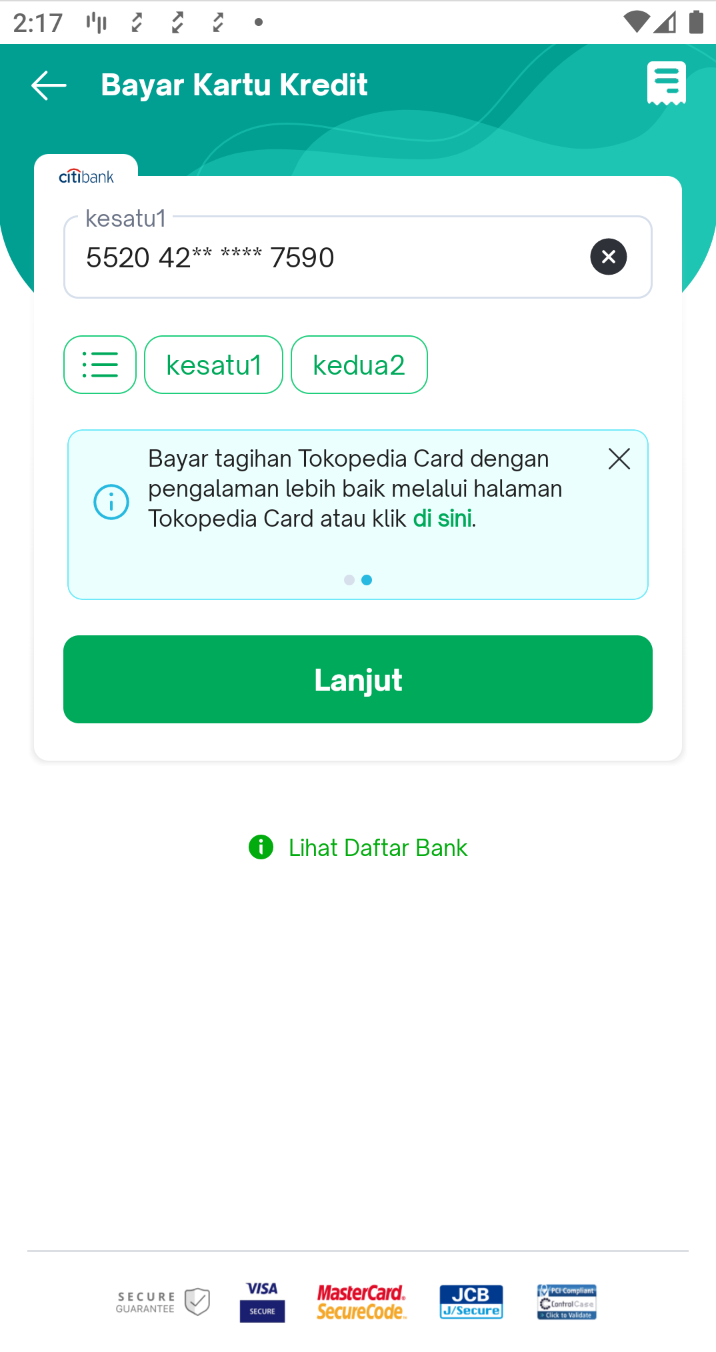 2:17
Bayar Kartu Kredit
citibank
kesatu1
5520 42** **** 7590
kesatu1
kedua2
Bayar tagihan Tokopedia Card dengan
pengalaman lebih baik melalui halaman
Tokopedia Card atau klik di sini.
Lanjut
Lihat Daftar Bank
SECURE
GUARANTEE
VISA
SECURE
MasterCard.
SecureCode.
JCB
J/Secure
PCI Compliant
ControlCase
Click to Validate